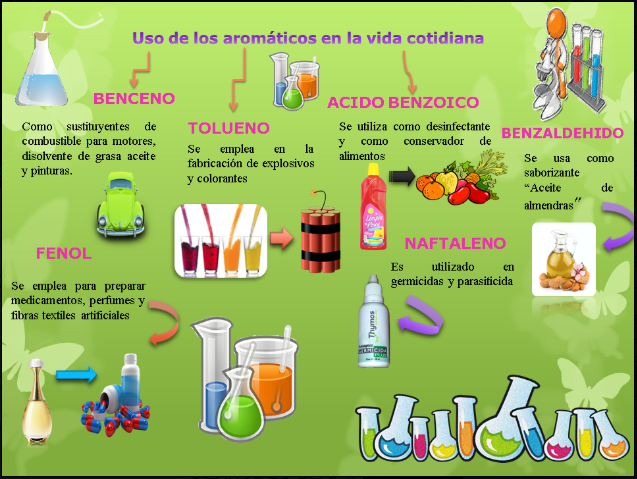 Uso de los aromáticos en la vida cotidiana
BENCENO
Como sustituyentes de
combustible para motores,
disolvente de grasa aceite
y pinturas.
TOLUENO
Se emplea en la
fabricación de explosivos
y colorantes
ACIDO BENZOICO
Se utiliza como desinfectante
y como conservador de
alimentos
BENZALDEHIDO
Se usa como
saborizante
“Aceite de
almendras”
FENOL
Se emplea para preparar
medicamentos, perfumes y
fibras textiles artificiales
NAFTALENO
Es utilizado en
germicidas y parasiticida
Thymos